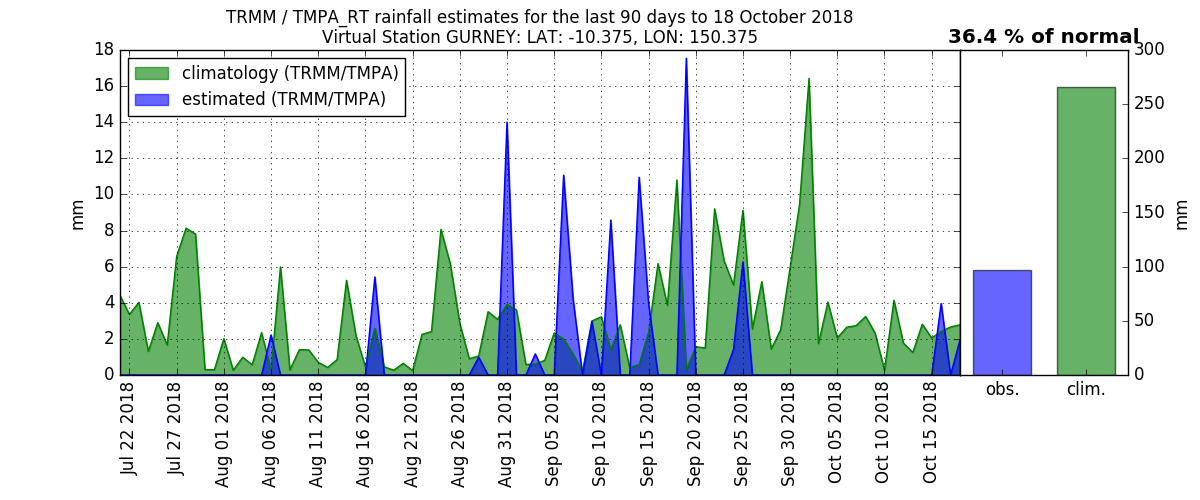 TRMM / TMPA_RT rainfall estimates for the last 90 days to 18 October 2018
Virtual Station GURNEY: LAT: -10.375, LON: 150.375
36.4 % of normal
climatology (TRMM/TMPA)
estimated (TRMM/TMPA)
18
16
14
12
10
8
6
4
2
0
mm
Jul 22 2018
Jul 27 2018
Aug 01 2018
Aug 06 2018
Aug 11 2018
Aug 16 2018
Aug 21 2018
Aug 26 2018
Aug 31 2018
Sep 05 2018
Sep 10 2018
Sep 15 2018
Sep 20 2018
Sep 25 2018
Sep 30 2018
Oct 05 2018
Oct 10 2018
Oct 15 2018
obs.
clim.
300
250
200
150
100
50
0
mm